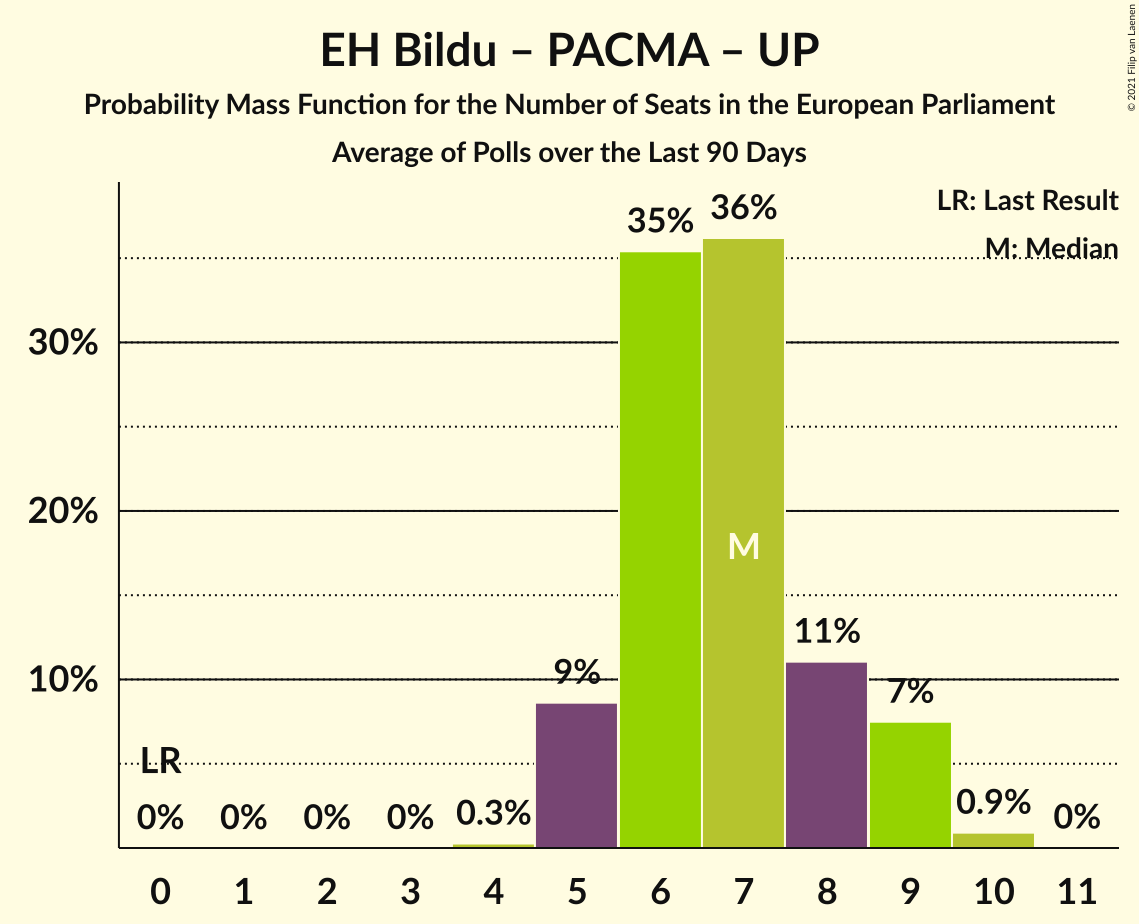 EH Bildu – PACMA – UP
Probability Mass Function for the Number of Seats in the European Parliament
Average of Polls over the Last 90 Days
© 2021 Filip van Laenen
LR: Last Result
M: Median
35%
36%
30%
20%
M
11%
10%
9%
7%
LR
0%
0%
0%
0%
0.3%
0.9%
0%
0 1 2 3 4 5 6 7 8 9 10 11